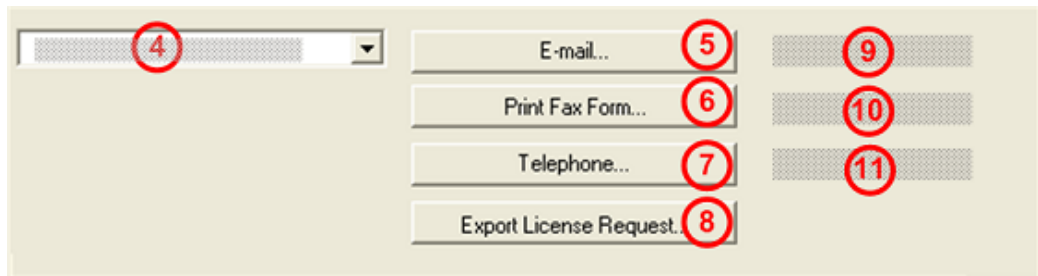 4
E-mail... 5 9
Print Fax Form... 6 10
Telephone... 7 11
Export License Request... 8